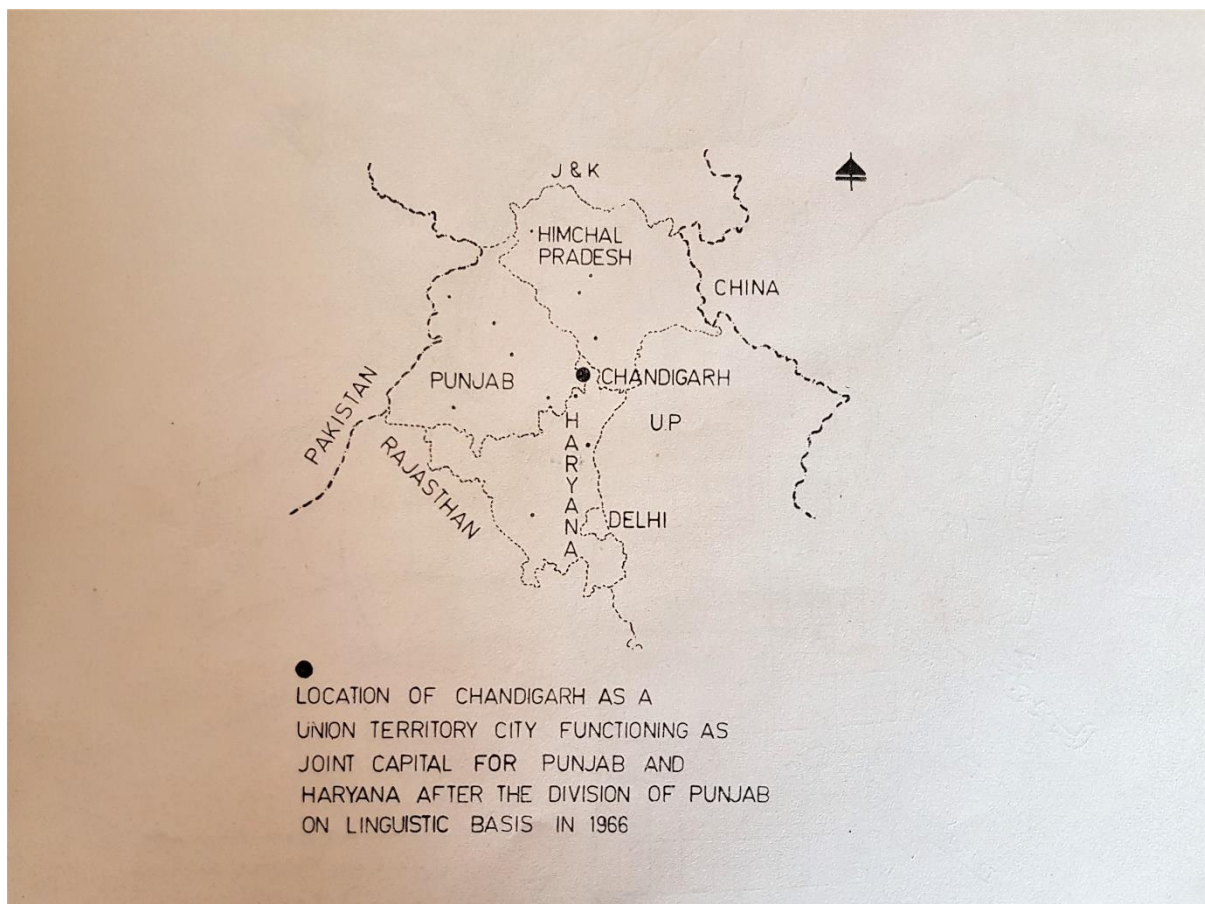 J & K
HIMCHAL
PRADESH
CHINA
PUNJAB
CHANDIGARH
PAKISTAN
U.P
RAJASTHAN
HARYANA
DELHI
LOCATION OF CHANDIGARH AS A
UNION TERRITORY CITY FUNCTIONING AS
JOINT CAPITAL FOR PUNJAB AND
HARYANA AFTER THE DIVISION OF PUNJAB
ON LINGUISTIC BASIS IN 1966